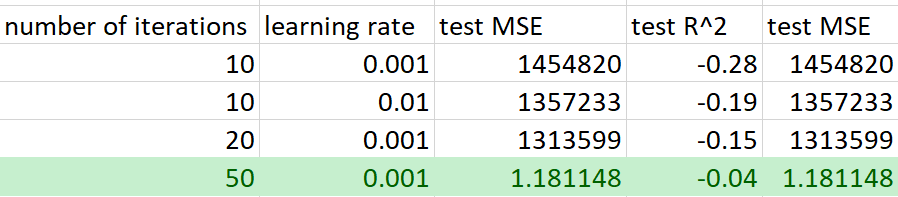 number of iterations learning rate test MSE test R^2 test MSE
10 0.001 1454820 -0.28 1454820
10 0.01 1357233 -0.19 1357233
20 0.001 1313599 -0.15 1313599
50 0.001 1.181148 -0.04 1.181148